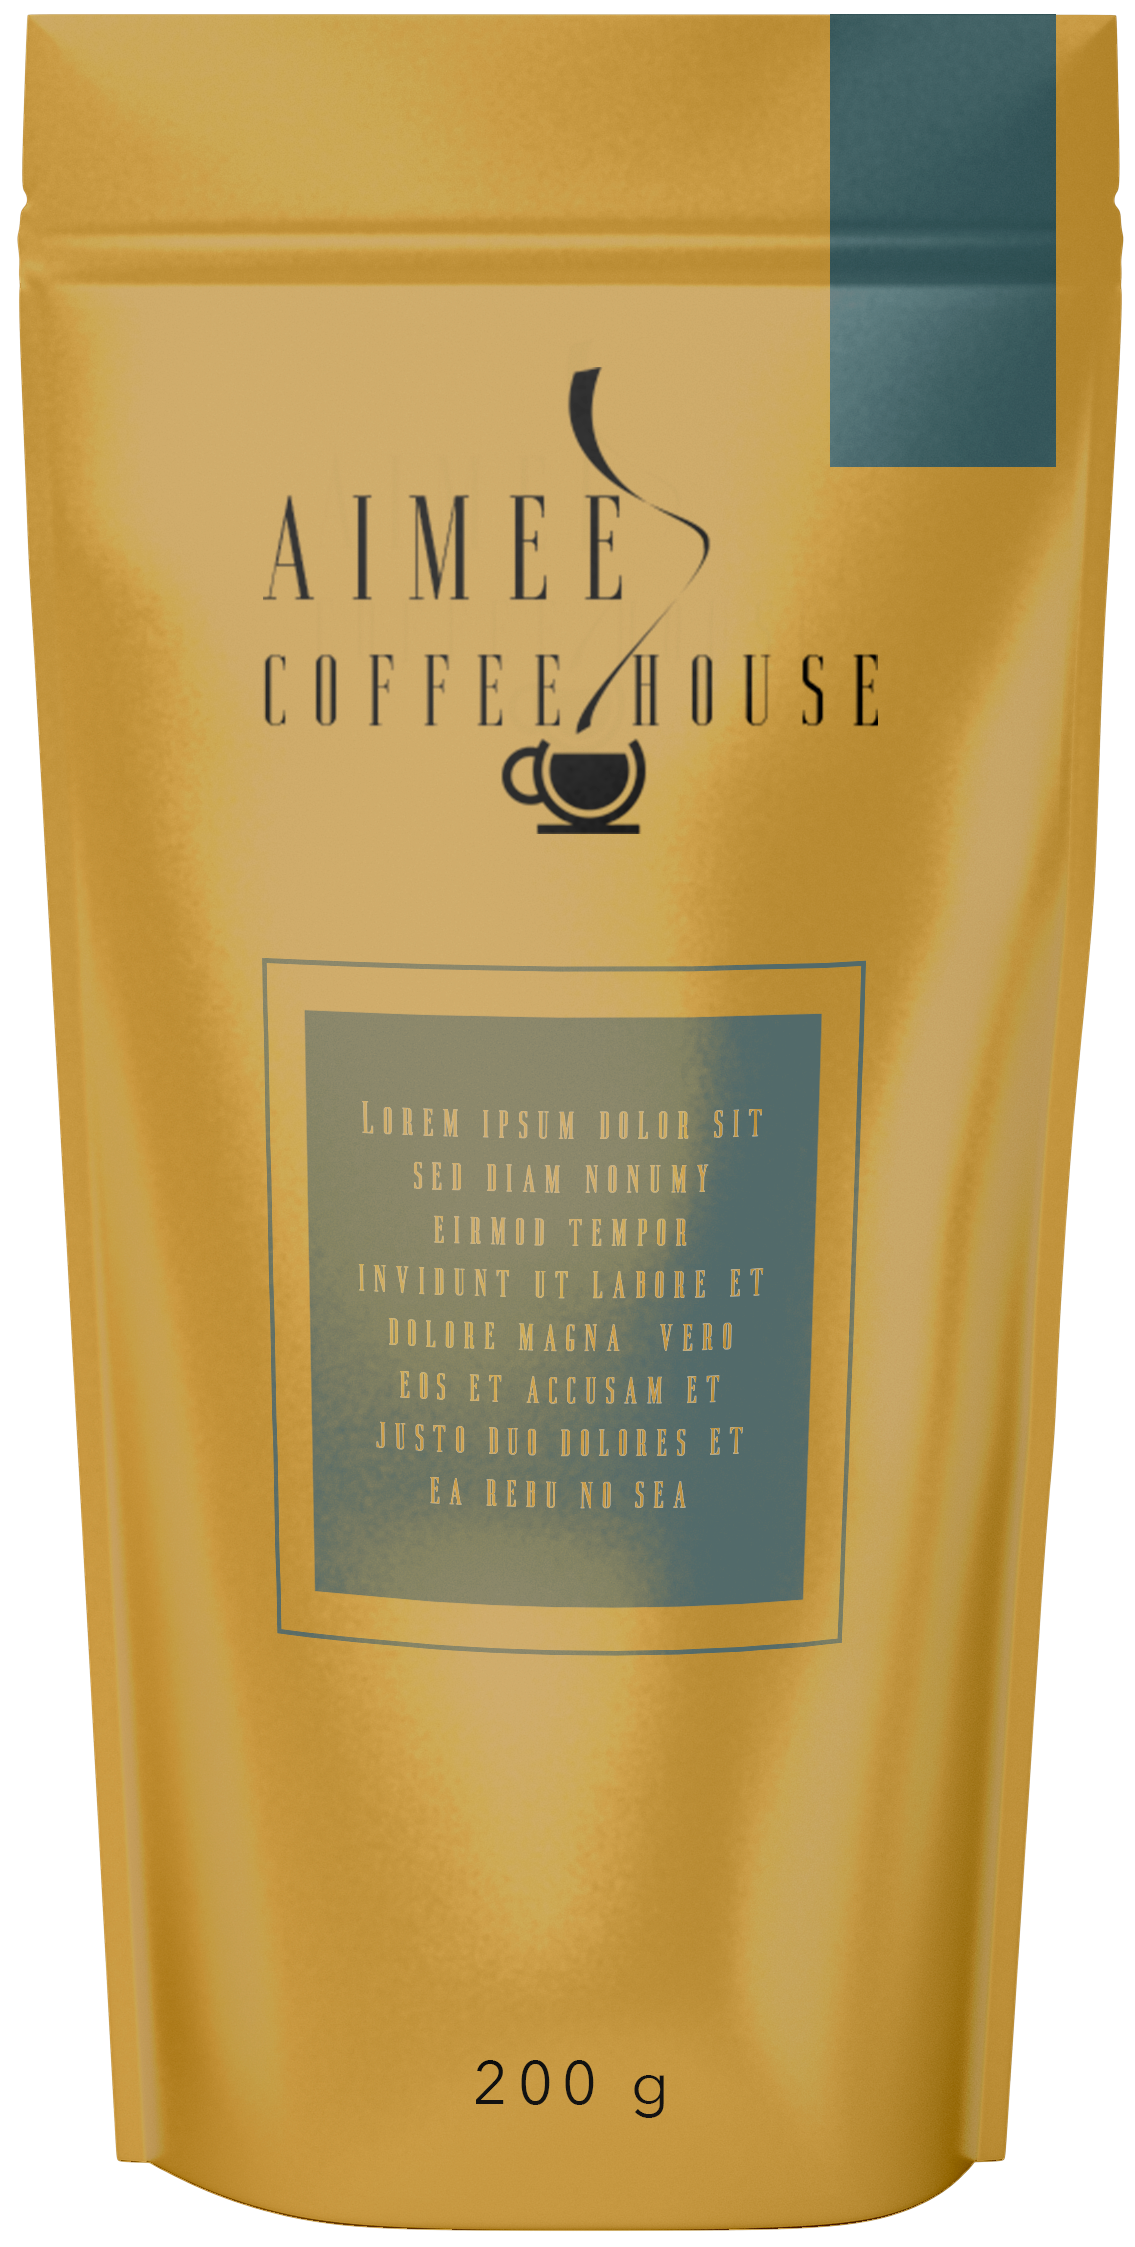 AIMEE
COFFEE HOUSE
LOREM IPSUM DOLOR SIT
SED DIAM NONUMY
EIRMOD TEMPOR
INVIDUNT UT LABORE ET
DOLORE MAGNA VERO
EOS ET ACCUSAM ET
JUSTO DUO DOLORES ET
EA REBU NO SEA
200 g